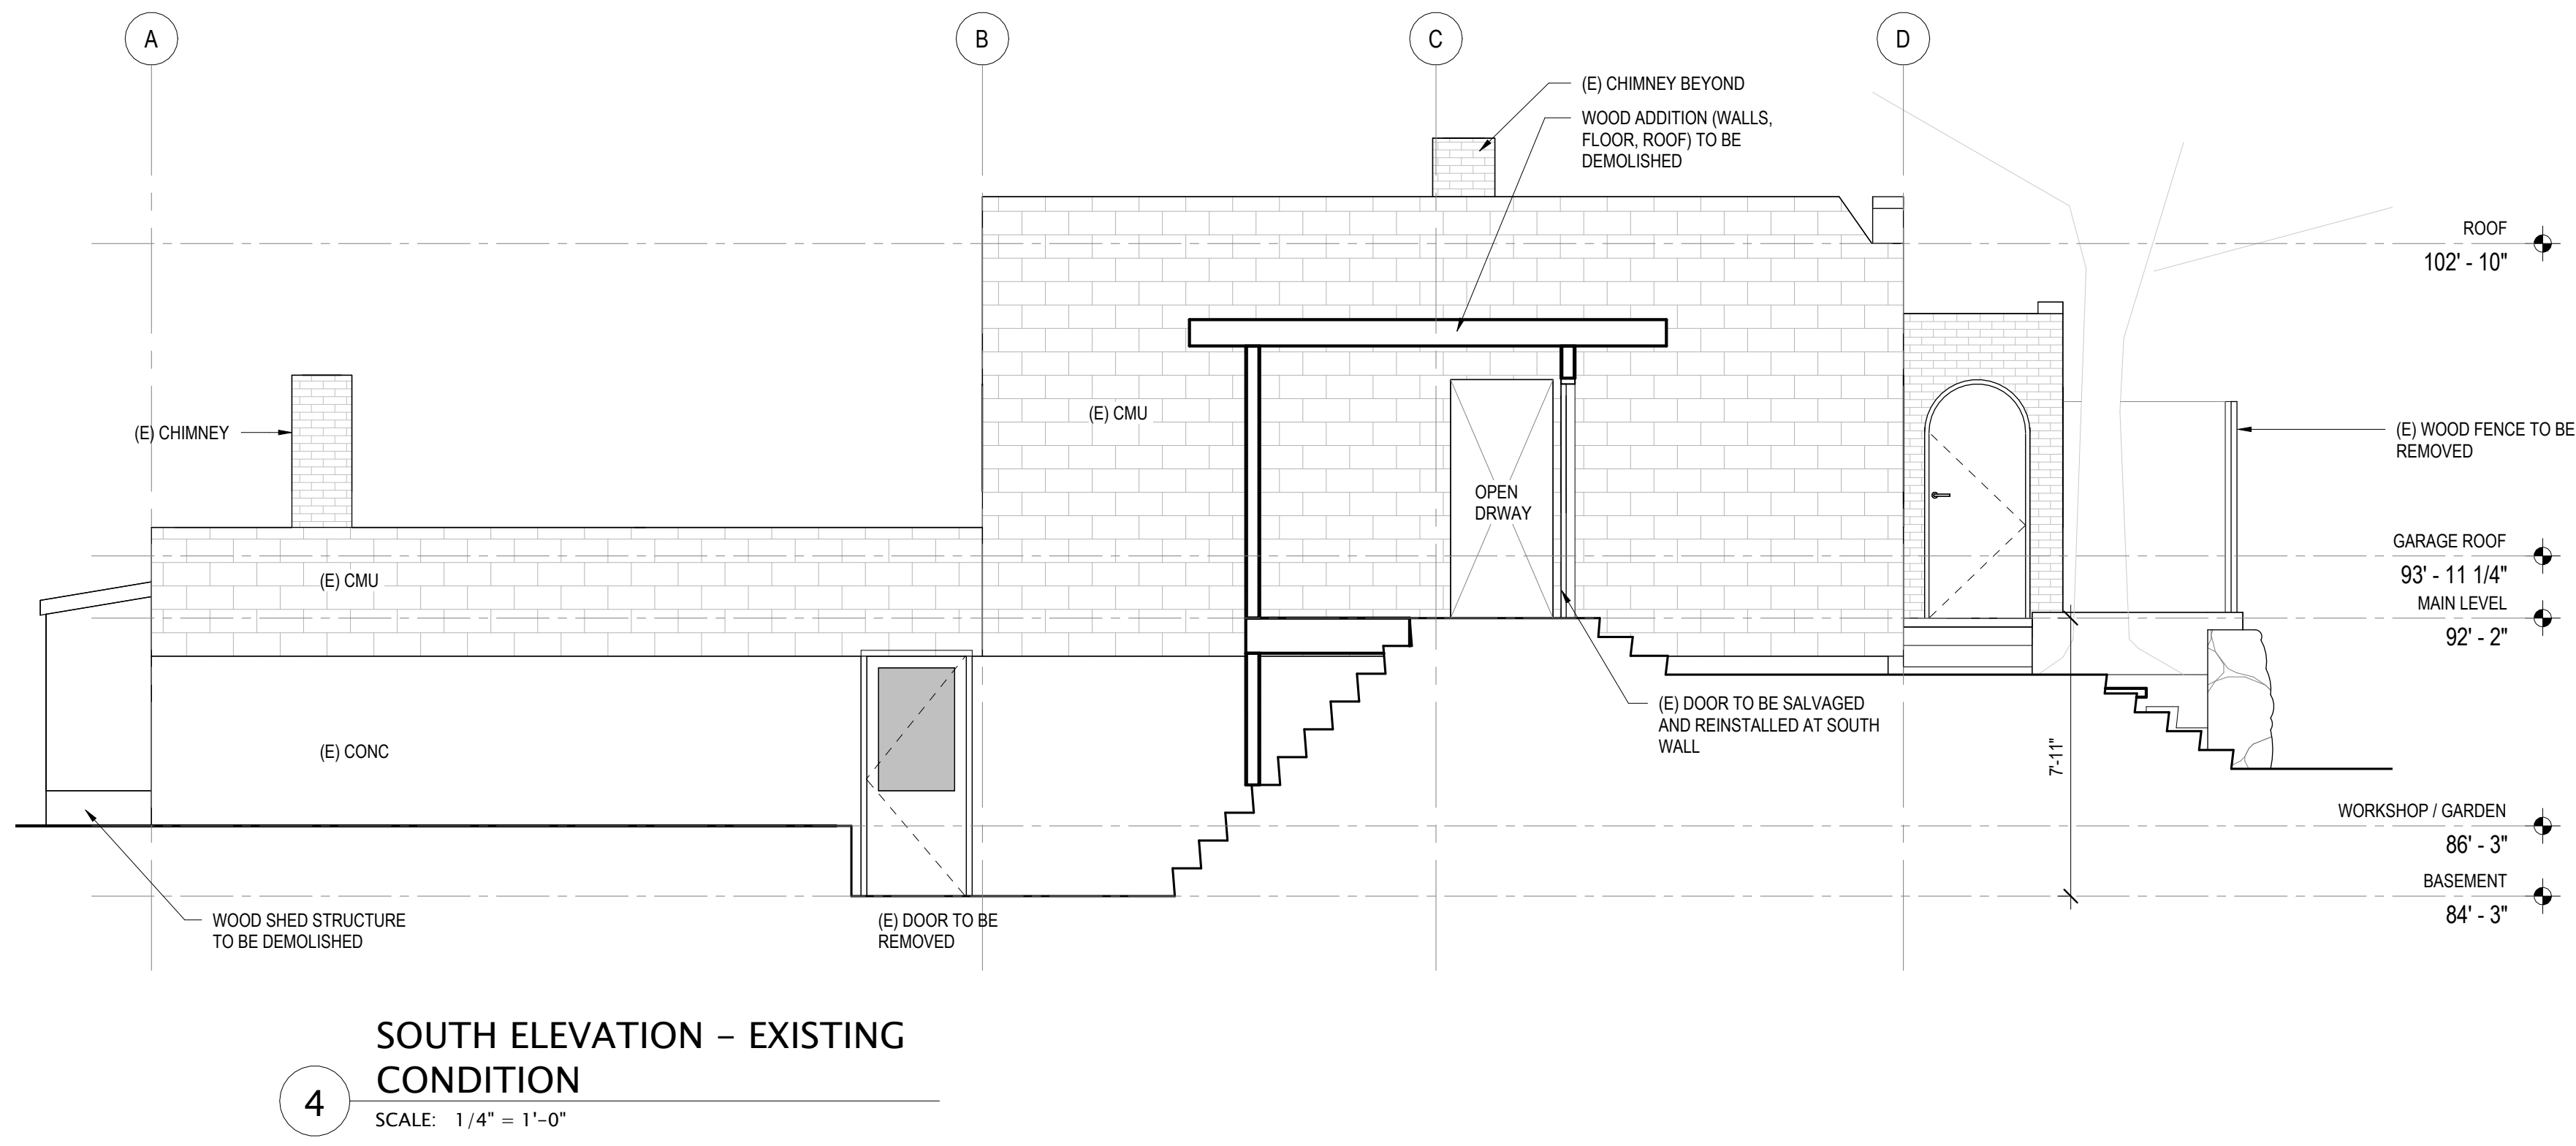 A
B
C
D
(E) CHIMNEY BEYOND
WOOD ADDITION (WALLS,
FLOOR, ROOF) TO BE
DEMOLISHED
ROOF
102' - 10"
(E) CHIMNEY
(E) CMU
(E) WOOD FENCE TO BE
REMOVED
OPEN
DRWAY
GARAGE ROOF
93' - 11 1/4"
(E) CMU
MAIN LEVEL
92' - 2"
(E) DOOR TO BE SALVAGED
AND REINSTALLED AT SOUTH
WALL
(E) CONC
7'-11"
WORKSHOP / GARDEN
86' - 3"
BASEMENT
84' - 3"
WOOD SHED STRUCTURE
TO BE DEMOLISHED
(E) DOOR TO BE
REMOVED
SOUTH ELEVATION – EXISTING
CONDITION
4
SCALE: 1/4" = 1'-0"